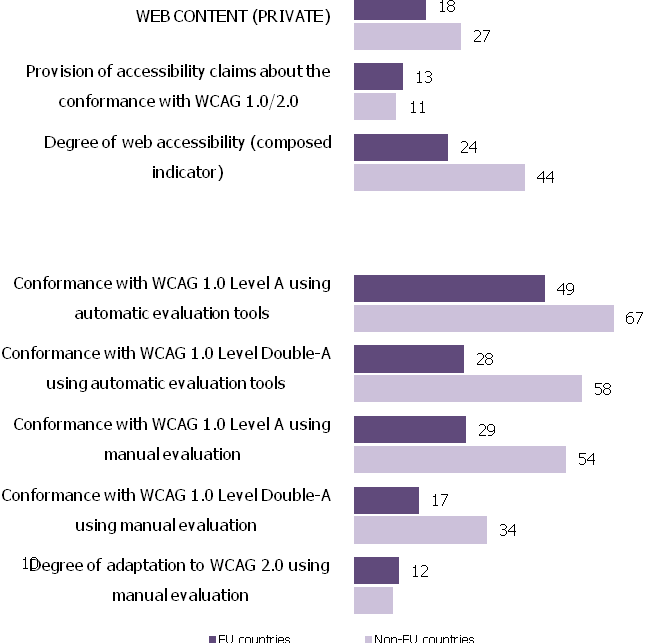 18
WEB CONTENT (PRIVATE)
27
Provision of accessibility claims about the
13
conformance with WCAG 1.0/2.0
11
Degree of web accessibility (composed
24
indicator)
44
Conformance with WCAG 1.0 Level A using
49
automatic evaluation tools
67
Conformance with WCAG 1.0 Level Double-A
28
using automatic evaluation tools
58
Conformance with WCAG 1.0 Level A using
29
manual evaluation
54
Conformance with WCAG 1.0 Level Double-A
17
using manual evaluation
34
10
Degree of adaptation to WCAG 2.0 using
12
manual evaluation
EU countries
Non-EU countries